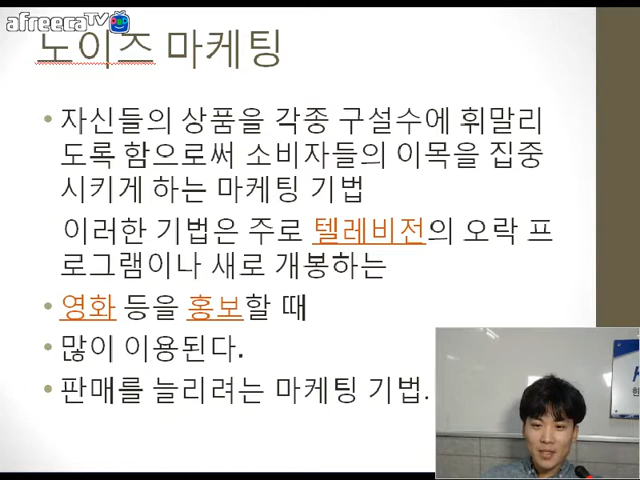 afreecaTV
노이즈 마케팅
• 자신들의 상품을 각종 구설수에 휘말리
도록 함으로써 소비자들의 이목을 집중
시키게 하는 마케팅 기법
이러한 기법은 주로 텔레비전의 오락 프
로그램이나 새로 개봉하는
• 영화 등을 홍보할 때
• 많이 이용된다.
• 판매를 늘리려는 마케팅 기법.